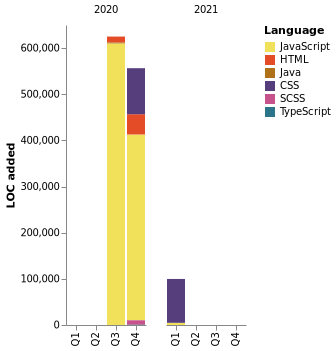 2020 2021
Language
JavaScript
HTML
Java
CSS
SCSS
TypeScript
LOC added
600,000
500,000
400,000
300,000
200,000
100,000
0
Q1 Q2 Q3 Q4 Q1 Q2 Q3 Q4